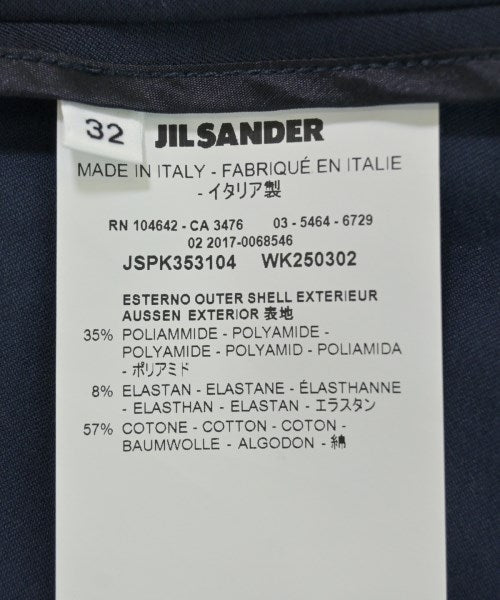 32
JIL SANDER
MADE IN ITALY - FABRIQUÉ EN ITALIE
- イタリア製
RN 104642 - CA 3476 03 - 5464 - 6729
02 2017-0068546
JSPK353104 WK250302
ESTERNO OUTER SHELL EXTERIEUR
AUSSEN EXTERIOR 表地
35% POLIAMMIDE - POLYAMIDE -
POLYAMIDE - POLYAMID - POLIAMIDA
- ポリアミド
8% ELASTAN - ELASTANE - ÉLASTHANNE
- ELASTHAN - ELASTAN - エラスタン
57% COTONE - COTTON - COTON -
BAUMWOLLE - ALGODON - 綿